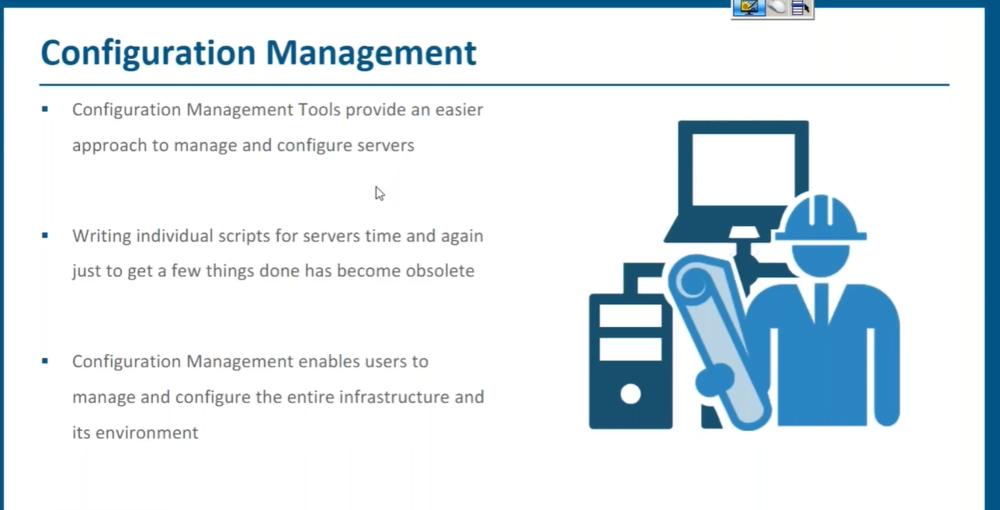 Configuration Management
▪ Configuration Management Tools provide an easier
approach to manage and configure servers
▪ Writing individual scripts for servers time and again
just to get a few things done has become obsolete
▪ Configuration Management enables users to
manage and configure the entire infrastructure and
its environment